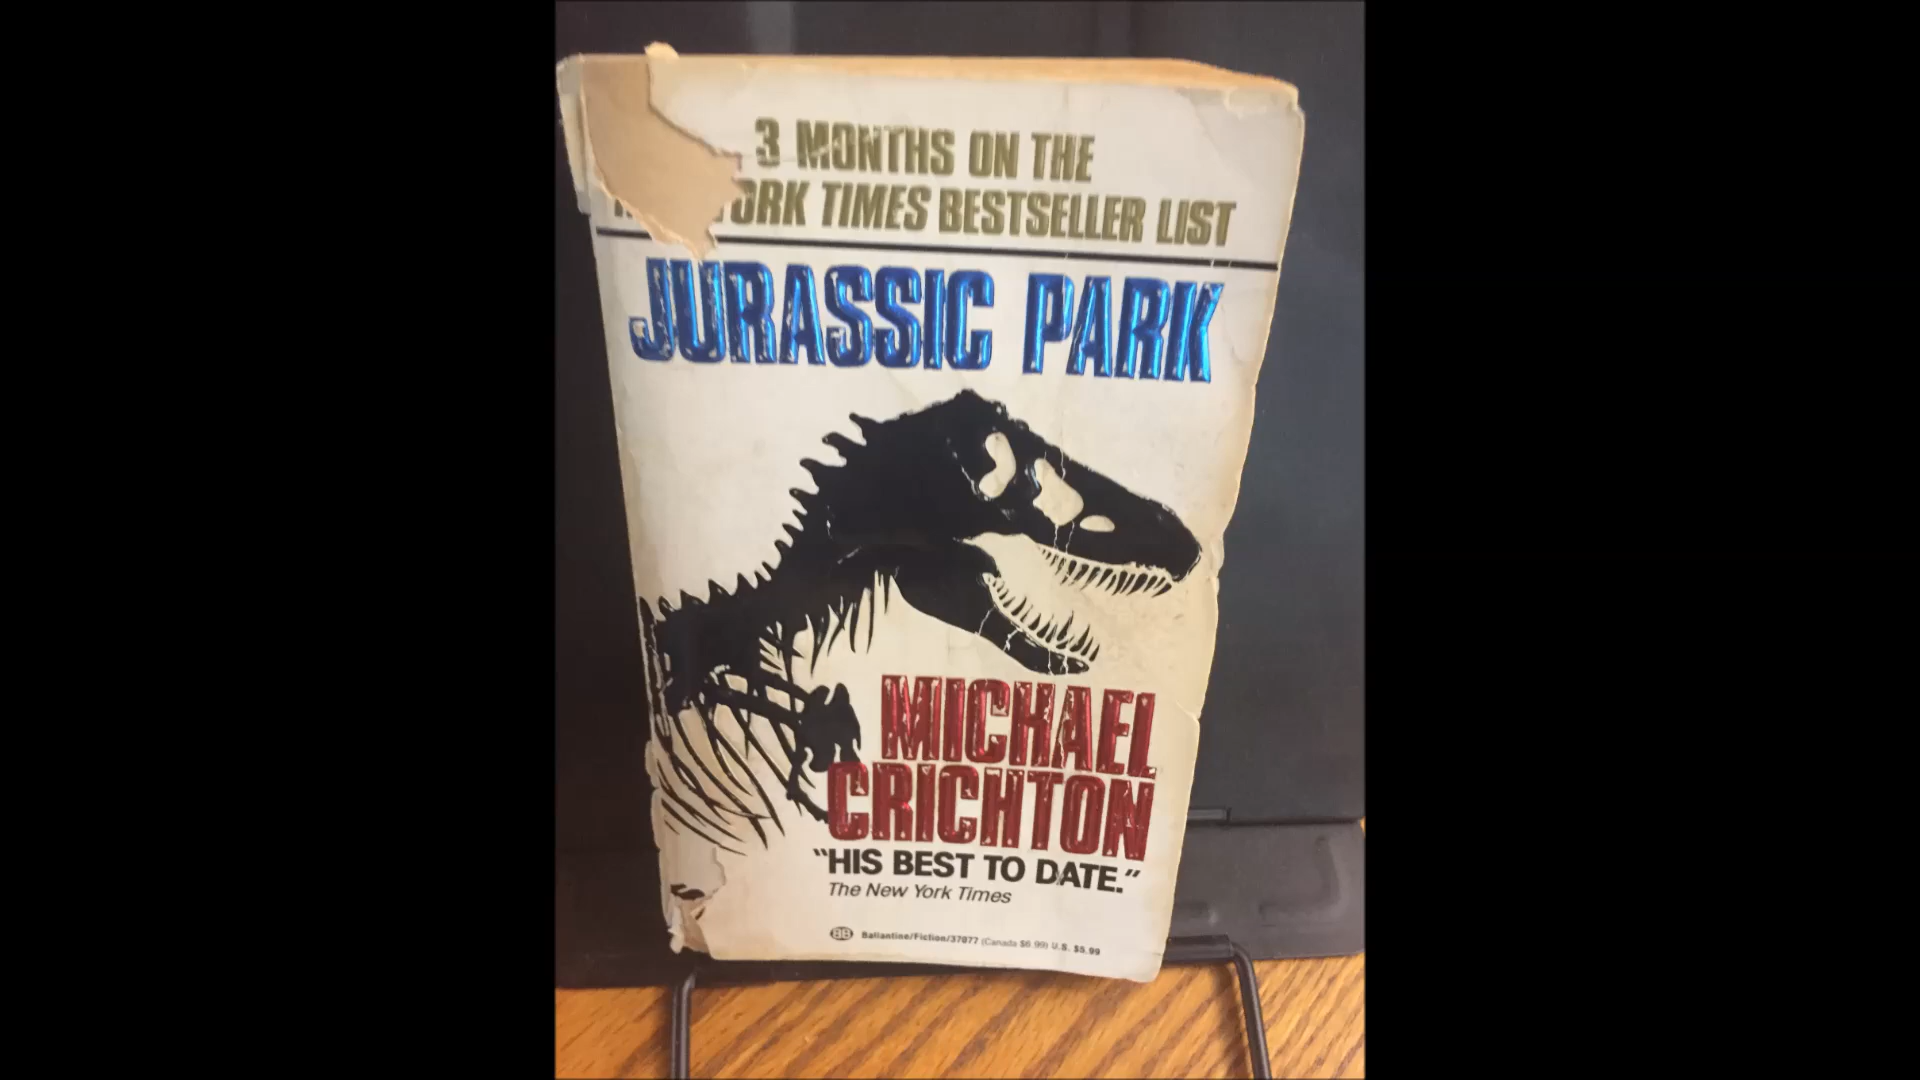 3 MONTHS ON THE
YORK TIMES BESTSELLER LIST
JURASSIC PARK
MICHAEL
CRICHTON
"HIS BEST TO DATE."
The New York Times
BB Ballantine/Fiction/37077 (Canada $6.99) U.S. $5.99